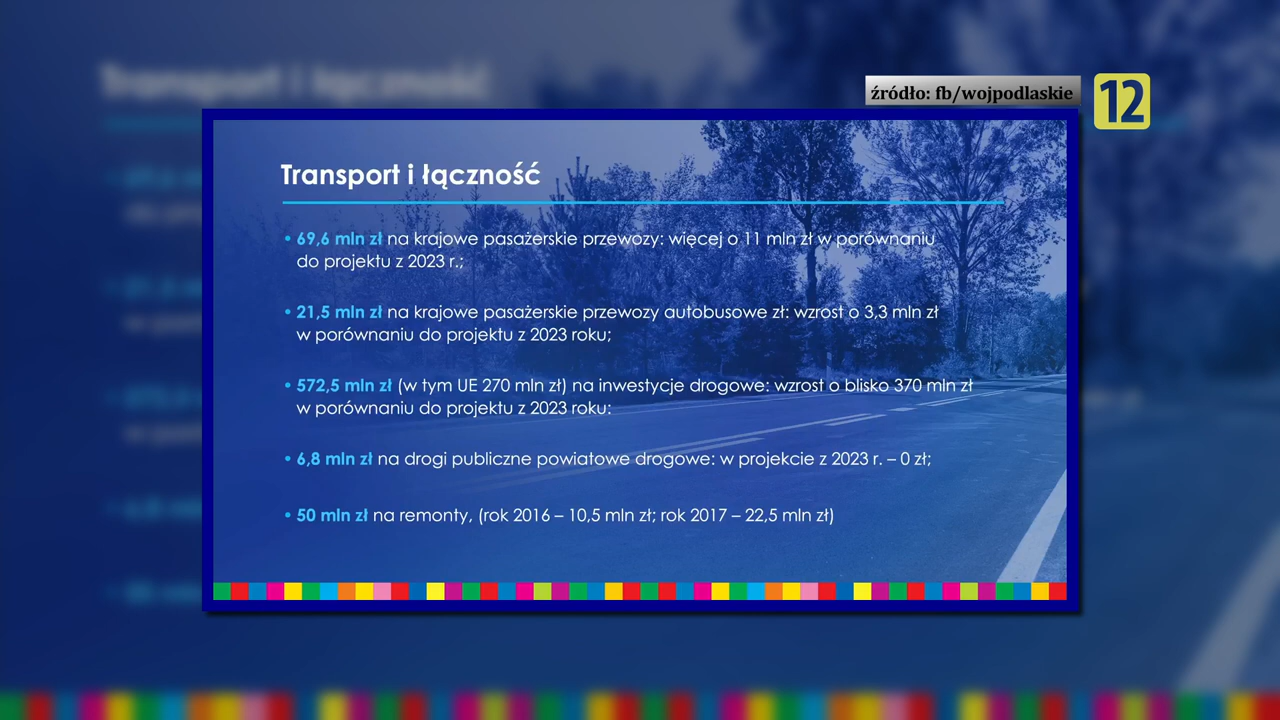 źródło: fb/wojpodlaskie
12
Transport i łączność
• 69,6 mln zł na krajowe pasażerskie przewozy: więcej o 11 mln zł w porównaniu
do projektu z 2023 r.;
• 21,5 mln zł na krajowe pasażerskie przewozy autobusowe zł: wzrost o 3,3 mln zł
w porównaniu do projektu z 2023 roku;
• 572,5 mln zł (w tym UE 270 mln zł) na inwestycje drogowe: wzrost o blisko 370 mln zł
w porównaniu do projektu z 2023 roku:
• 6,8 mln zł na drogi publiczne powiatowe drogowe: w projekcie z 2023 r. – 0 zł;
• 50 mln zł na remonty, (rok 2016 – 10,5 mln zł; rok 2017 – 22,5 mln zł)